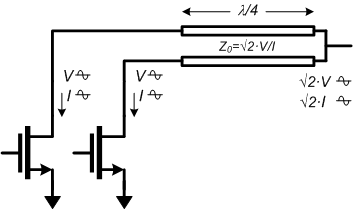 λ/4
Z₀=√2·V/I
V V
I I
√2·V
√2·I